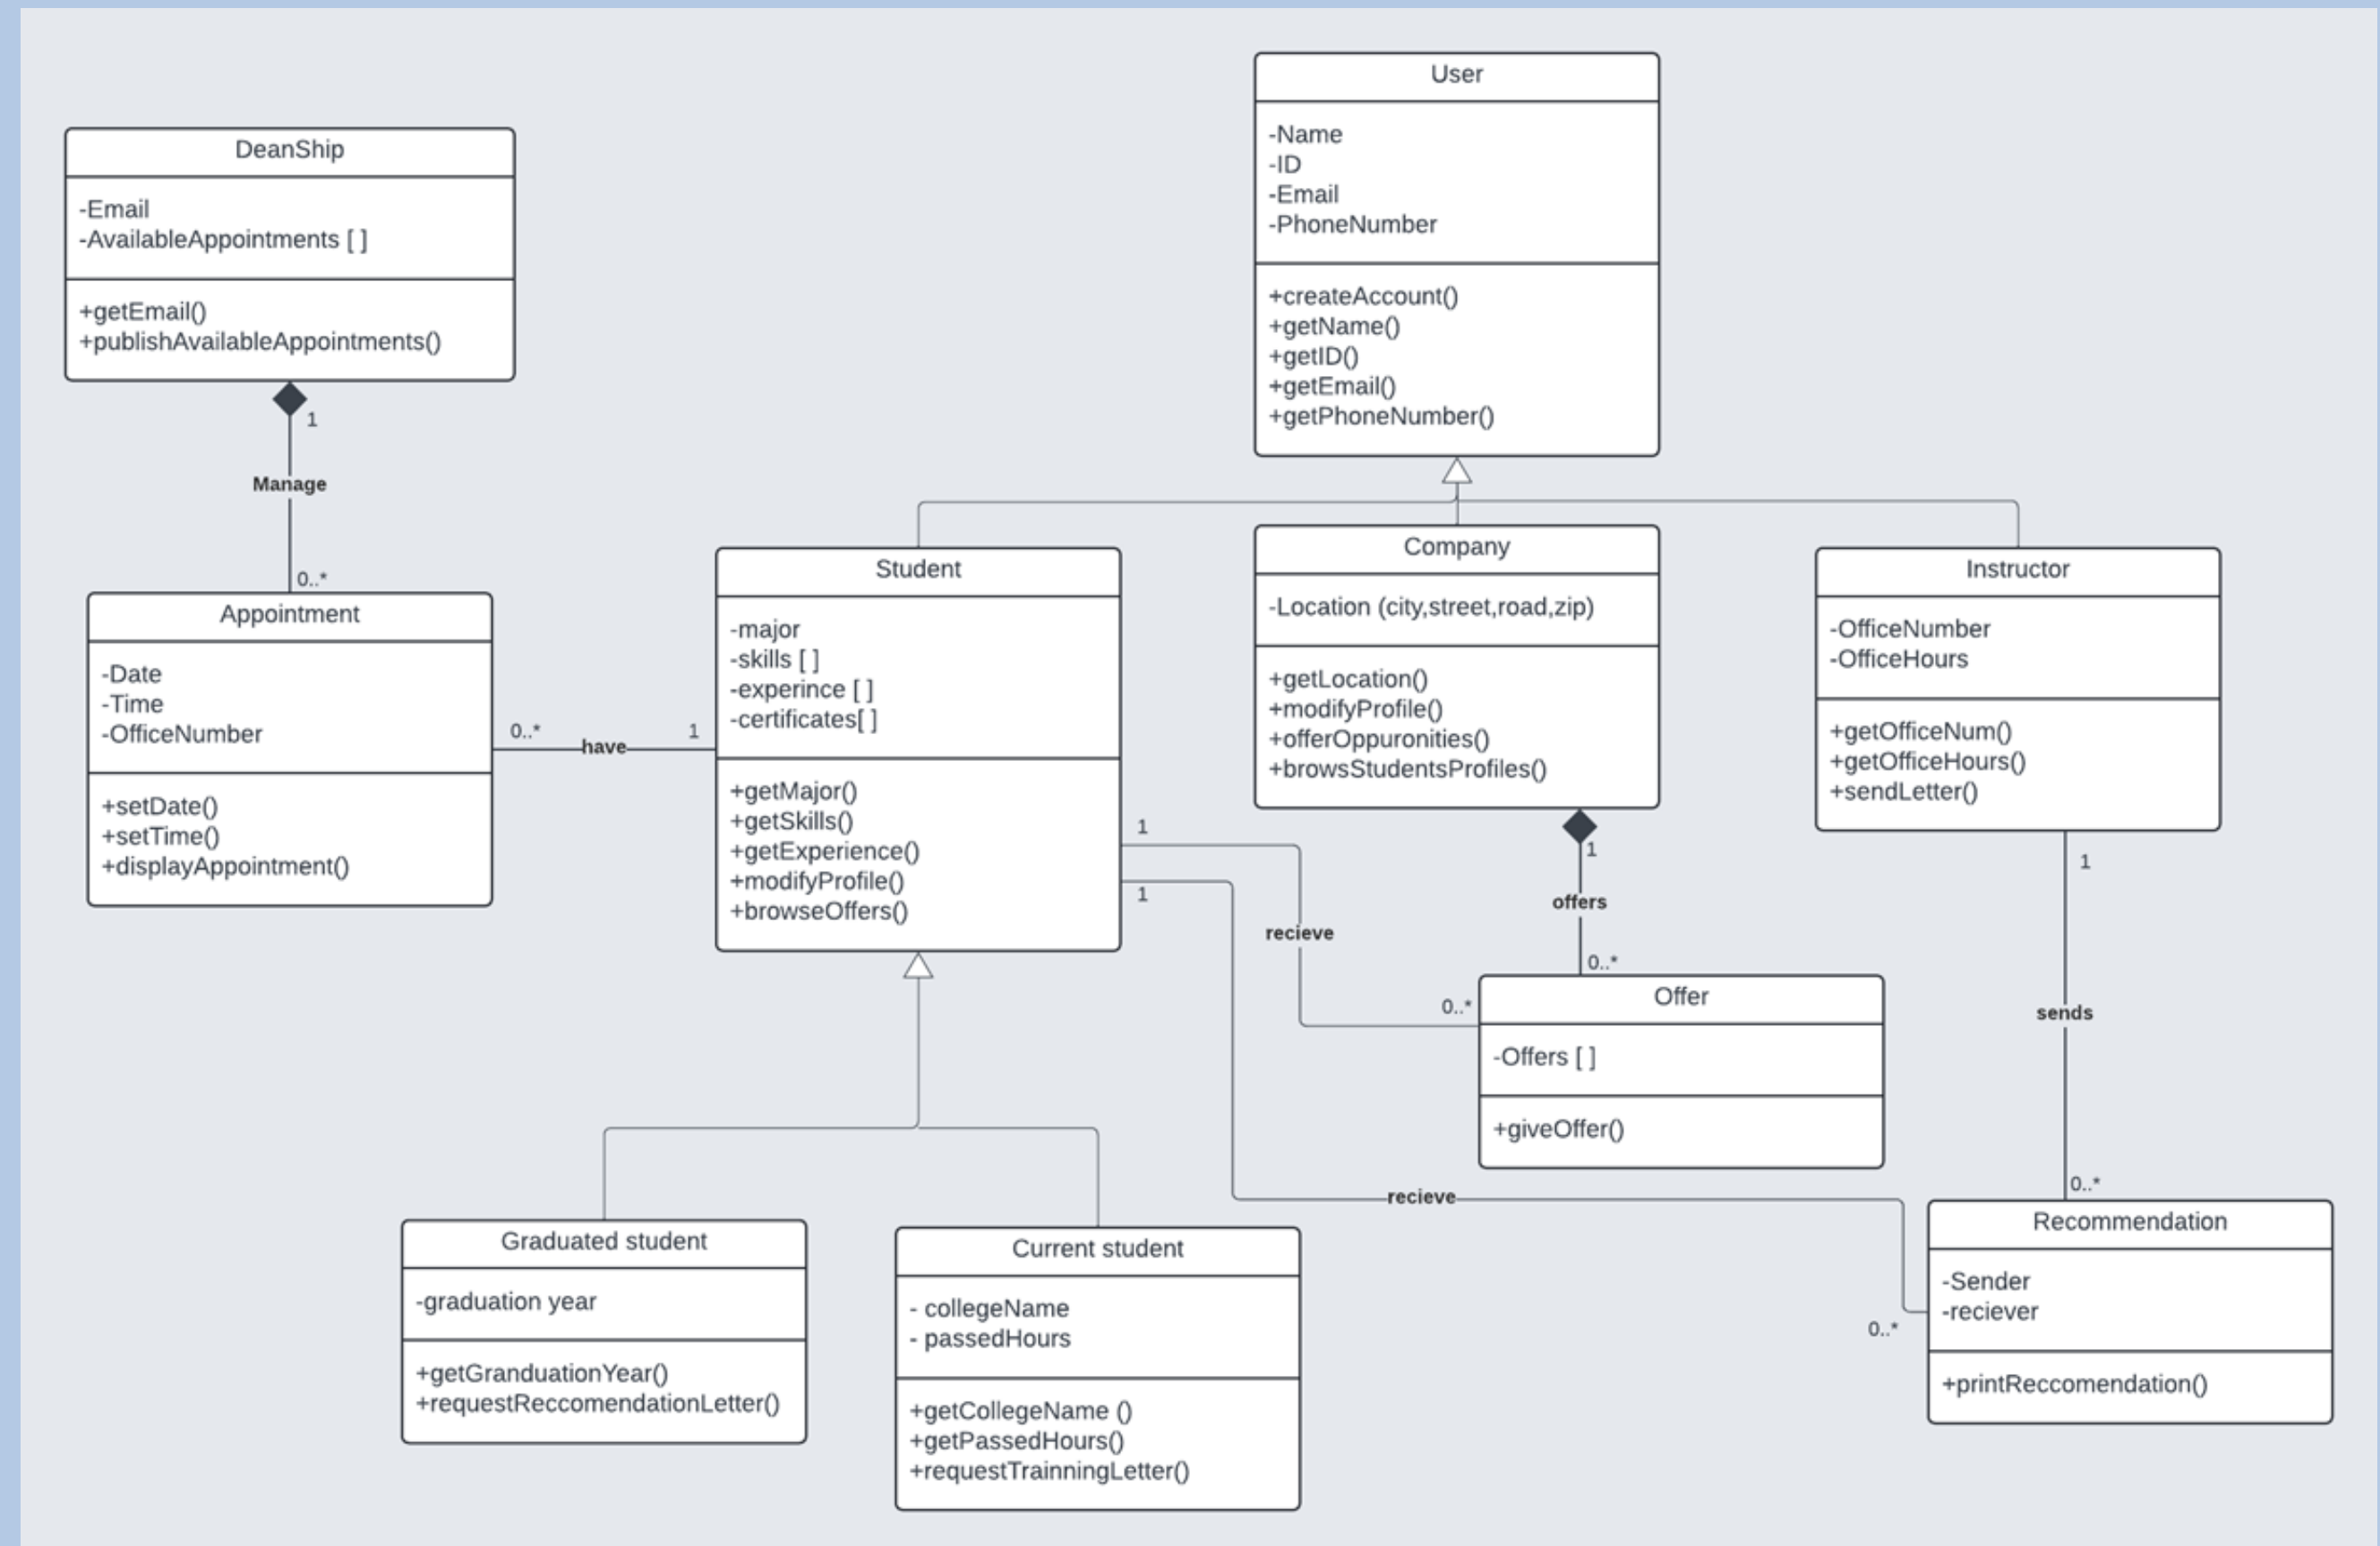 User
-Name
-ID
-Email
-PhoneNumber
+createAccount()
+getName()
+getID()
+getEmail()
+getPhoneNumber()
DeanShip
-Email
-AvailableAppointments [ ]
+getEmail()
+publishAvailableAppointments()
1
Manage
0..*
Appointment
-Date
-Time
-OfficeNumber
+setDate()
+setTime()
+displayAppointment()
0..*
have
1
Student
-major
-skills [ ]
-experince [ ]
-certificates[ ]
+getMajor()
+getSkills()
+getExperience()
+modifyProfile()
+browseOffers()
Company
-Location (city,street,road,zip)
+getLocation()
+modifyProfile()
+offerOppuronities()
+browsStudentsProfiles()
Instructor
-OfficeNumber
-OfficeHours
+getOfficeNum()
+getOfficeHours()
+sendLetter()
1
1
recieve
0..*
1
offers
0..*
1
sends
0..*
Offer
-Offers [ ]
+giveOffer()
recieve
0..*
Recommendation
-Sender
-reciever
+printReccomendation()
Graduated student
-graduation year
+getGranduationYear()
+requestReccomendationLetter()
Current student
- collegeName
- passedHours
+getCollegeName ()
+getPassedHours()
+requestTrainningLetter()